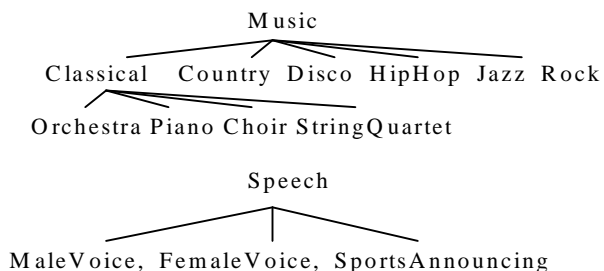 Music
Classical Country Disco HipHop Jazz Rock
Orchestra Piano Choir StringQuartet
Speech
MaleVoice, FemaleVoice, SportsAnnouncing